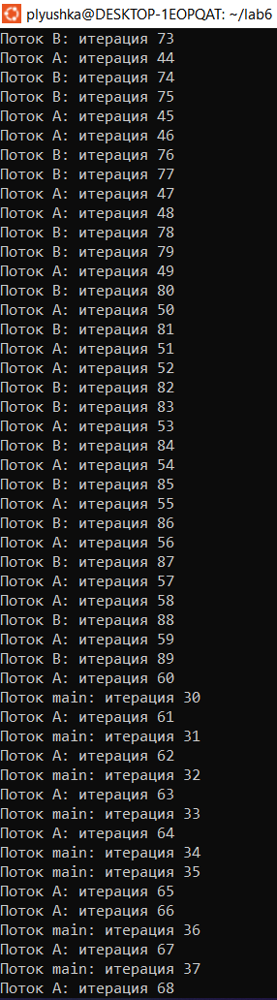 plyushka@DESKTOP-1EOPQAT: ~/lab6
Поток B: итерация 73
Поток A: итерация 44
Поток B: итерация 74
Поток B: итерация 75
Поток A: итерация 45
Поток A: итерация 46
Поток B: итерация 76
Поток B: итерация 77
Поток A: итерация 47
Поток A: итерация 48
Поток B: итерация 78
Поток B: итерация 79
Поток A: итерация 49
Поток B: итерация 80
Поток A: итерация 50
Поток B: итерация 81
Поток A: итерация 51
Поток A: итерация 52
Поток B: итерация 82
Поток B: итерация 83
Поток A: итерация 53
Поток B: итерация 84
Поток A: итерация 54
Поток B: итерация 85
Поток A: итерация 55
Поток B: итерация 86
Поток A: итерация 56
Поток B: итерация 87
Поток A: итерация 57
Поток A: итерация 58
Поток B: итерация 88
Поток A: итерация 59
Поток B: итерация 89
Поток A: итерация 60
Поток main: итерация 30
Поток A: итерация 61
Поток main: итерация 31
Поток A: итерация 62
Поток main: итерация 32
Поток A: итерация 63
Поток main: итерация 33
Поток A: итерация 64
Поток main: итерация 34
Поток main: итерация 35
Поток A: итерация 65
Поток A: итерация 66
Поток main: итерация 36
Поток A: итерация 67
Поток main: итерация 37
Поток A: итерация 68